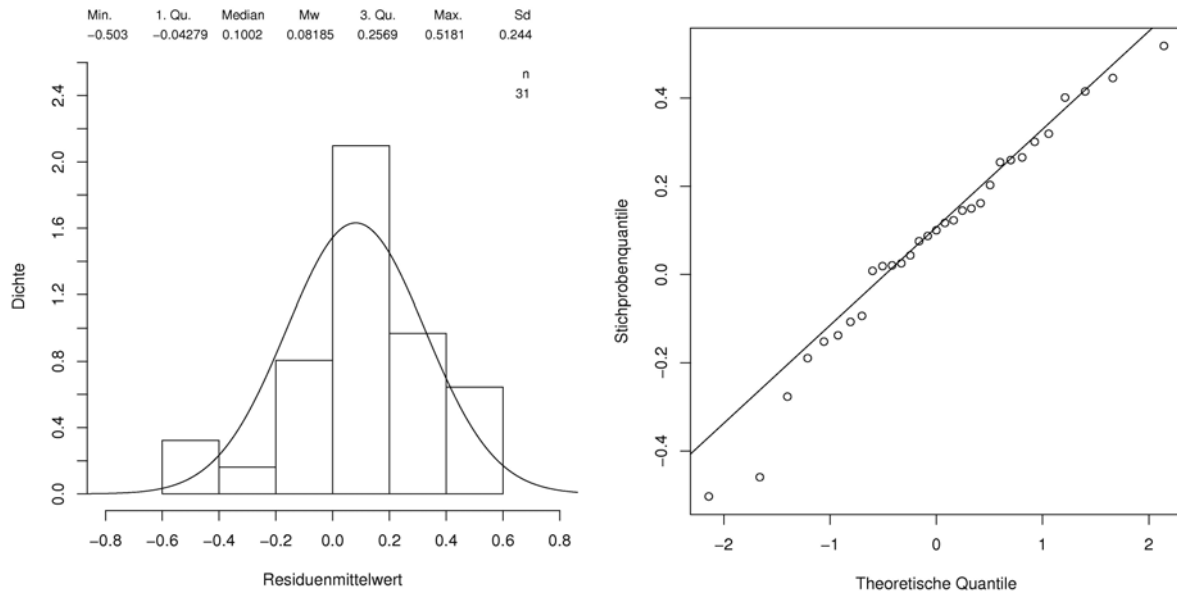 Min. 1. Qu. Median Mw 3. Qu. Max. Sd
−0.503 −0.04279 0.1002 0.08185 0.2569 0.5181 0.244
n
31
Dichte
2.4
2.0
1.6
1.2
0.8
0.4
0.0
−0.8 −0.6 −0.4 −0.2 0.0 0.2 0.4 0.6 0.8
Residuenmittelwert
Stichprobenquantile
0.4
0.2
0.0
−0.2
−0.4
−2 −1 0 1 2
Theoretische Quantile